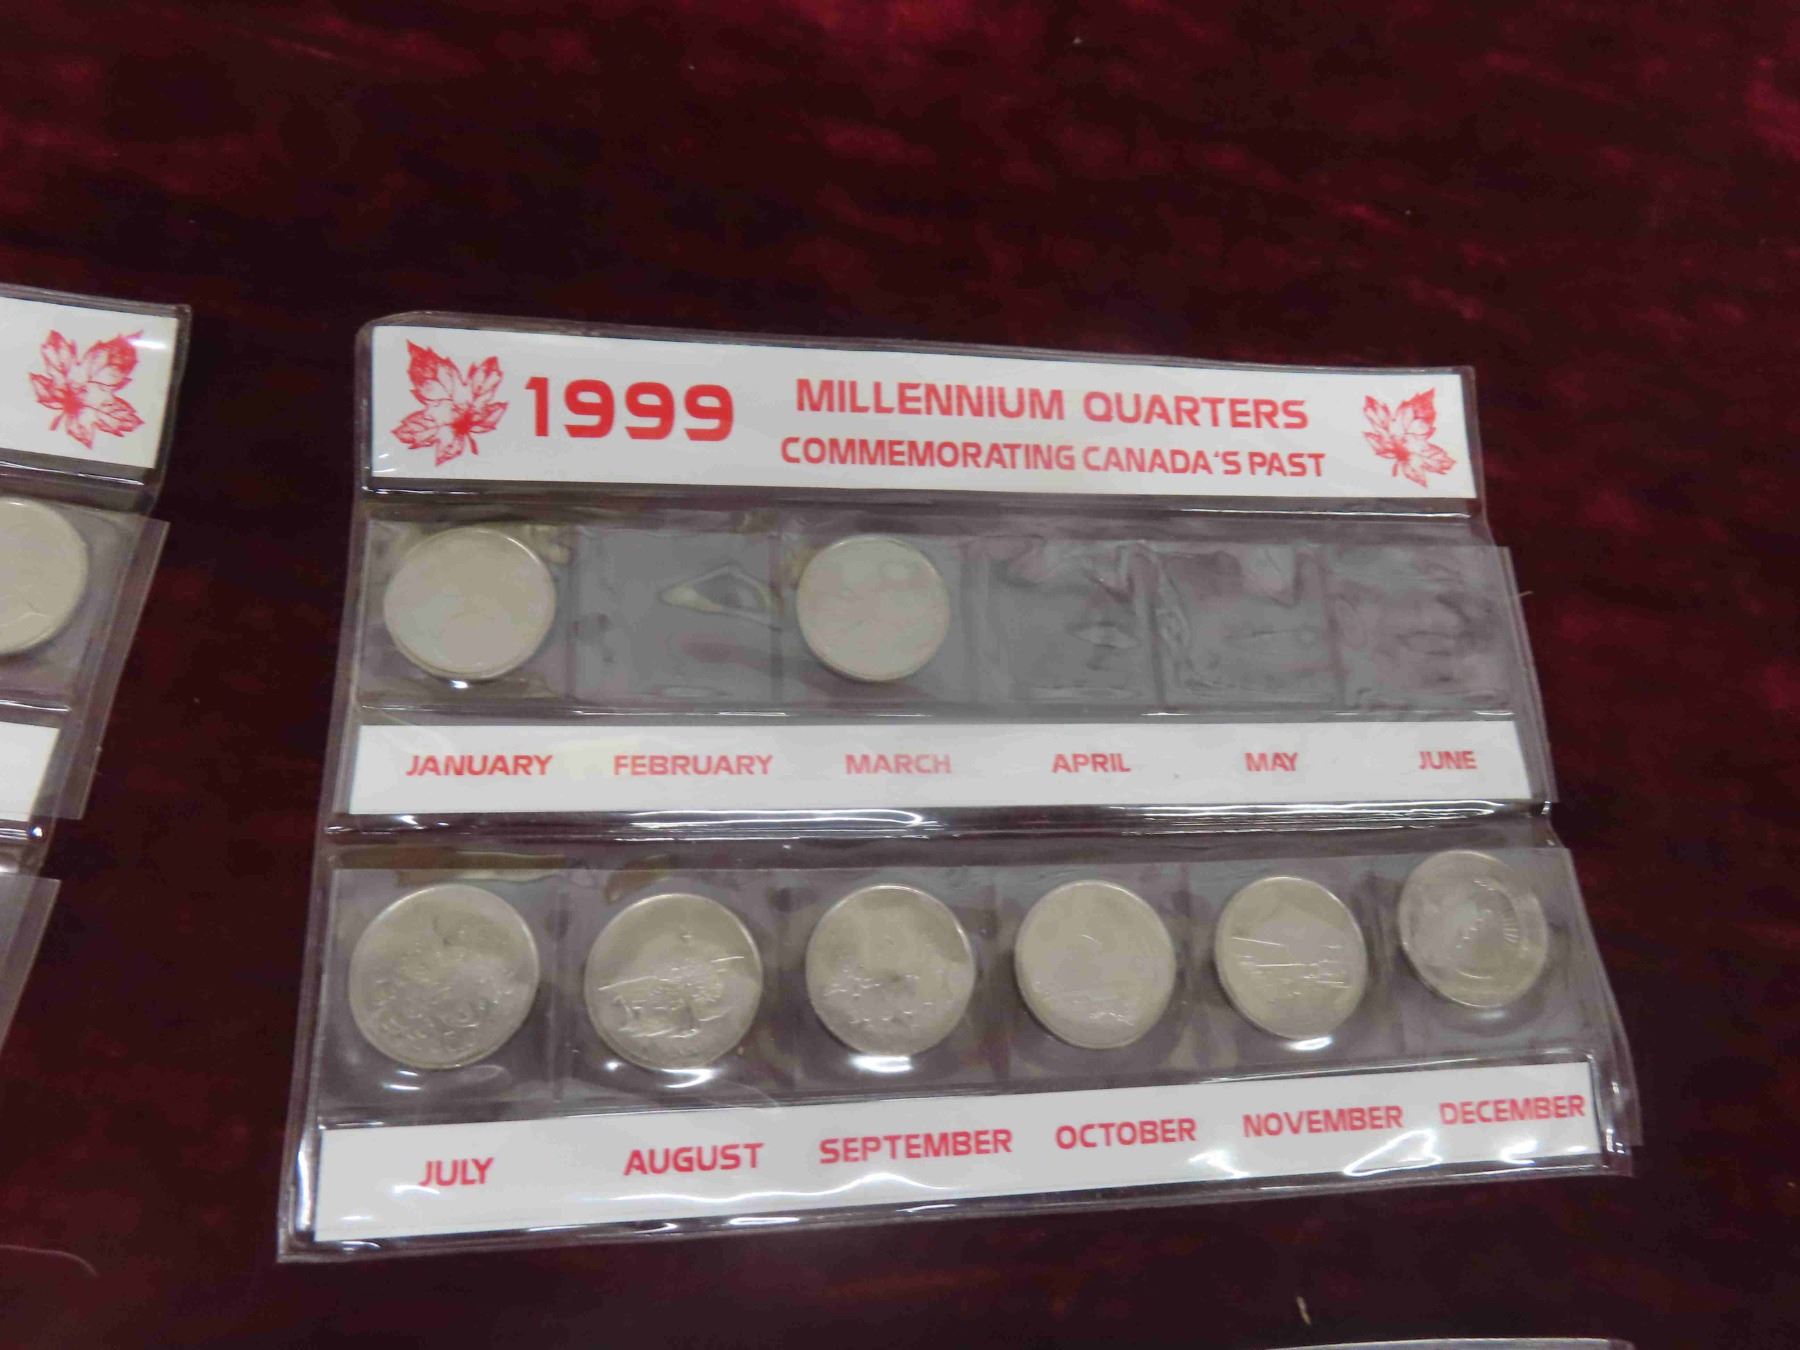 1999 MILLENNIUM QUARTERS
COMMEMORATING CANADA'S PAST
JANUARY FEBRUARY MARCH APRIL MAY JUNE
JULY AUGUST SEPTEMBER OCTOBER NOVEMBER DECEMBER